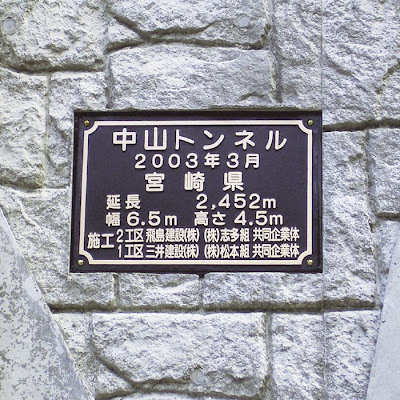 中山トンネル
2003年3月
宮崎県
延長 2,452m
幅 6.5m 高さ 4.5m
施工 2工区 飛島建設(株) (株)志多組 共同企業体
1工区 三井建設(株) (株)松本組 共同企業体